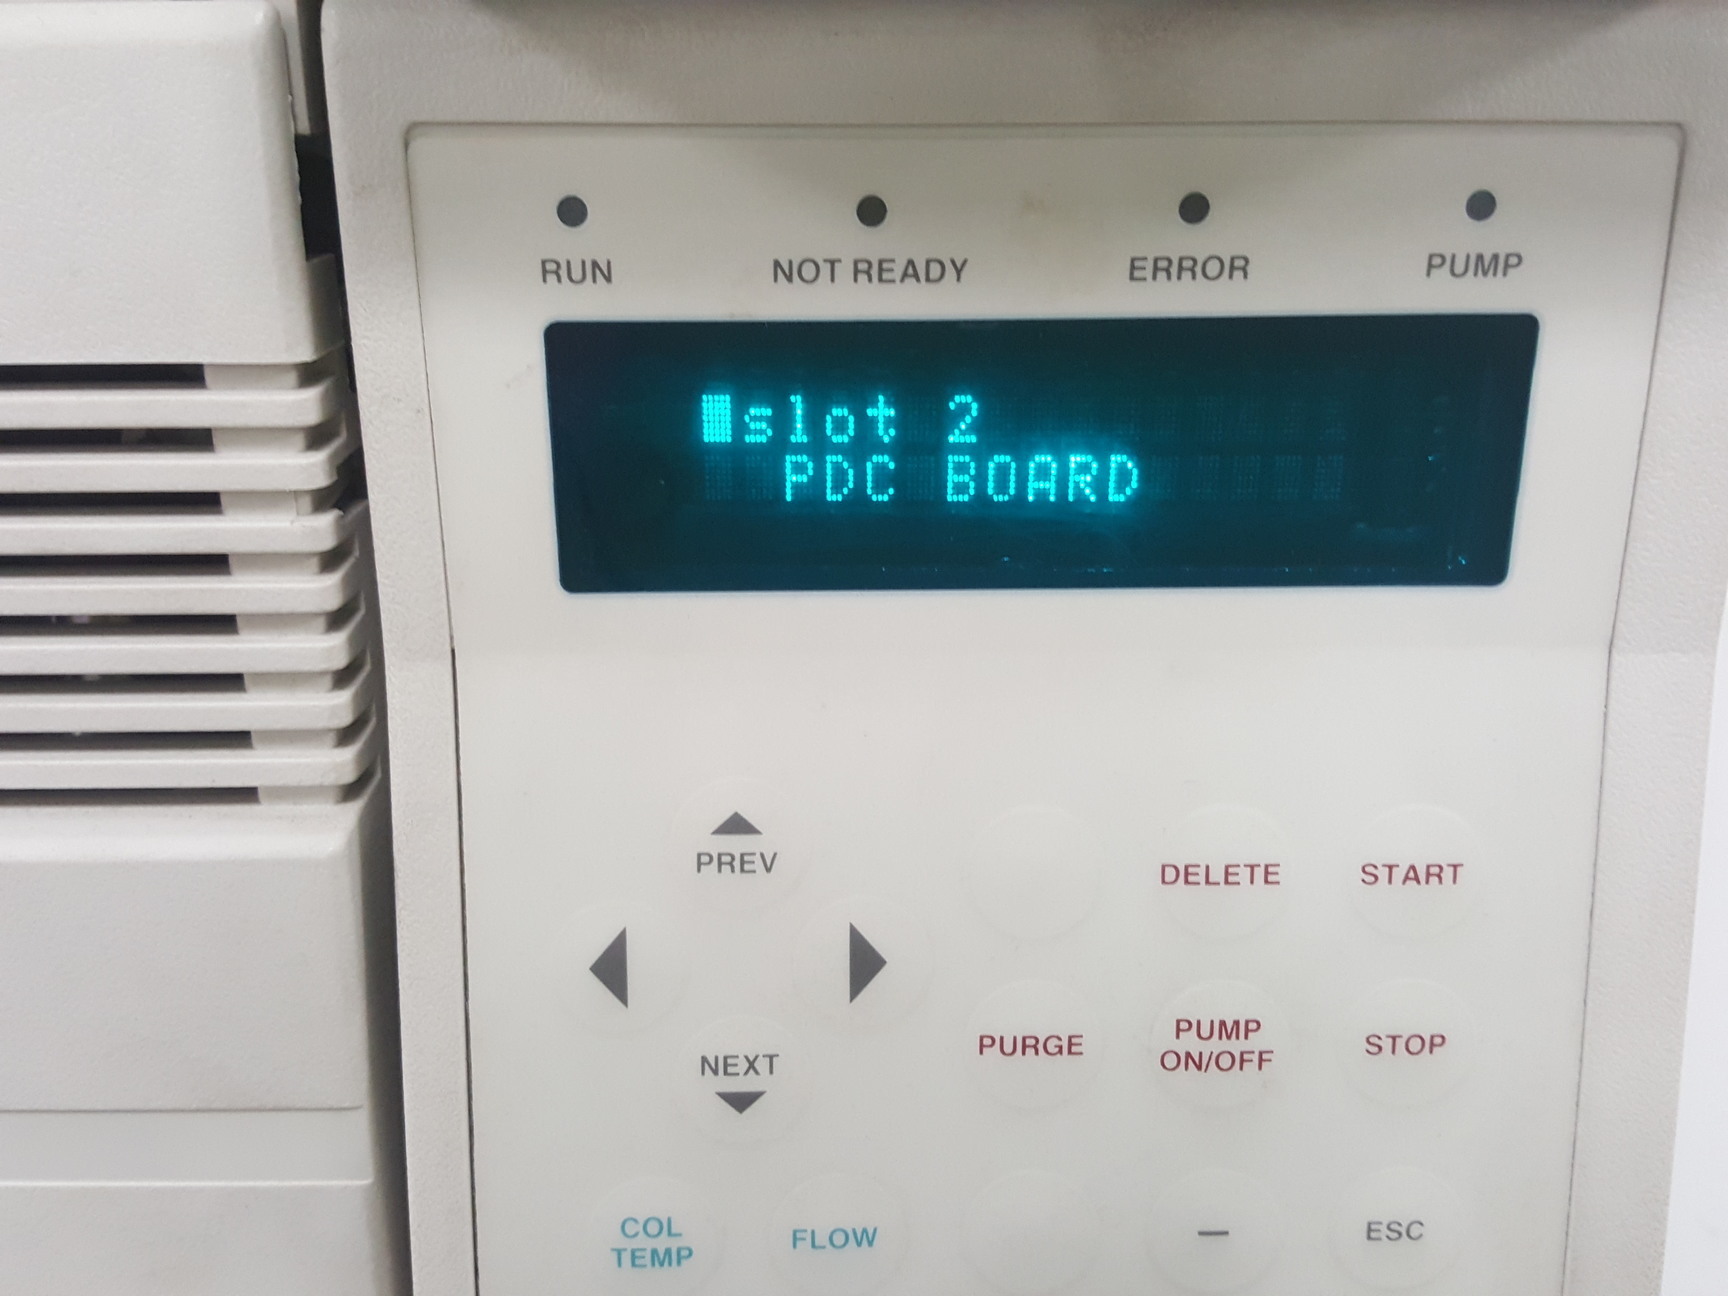 RUN NOT READY ERROR PUMP
slot 2
PDC BOARD
PREV
DELETE START
NEXT
PURGE PUMP ON/OFF STOP
COL TEMP FLOW — ESC